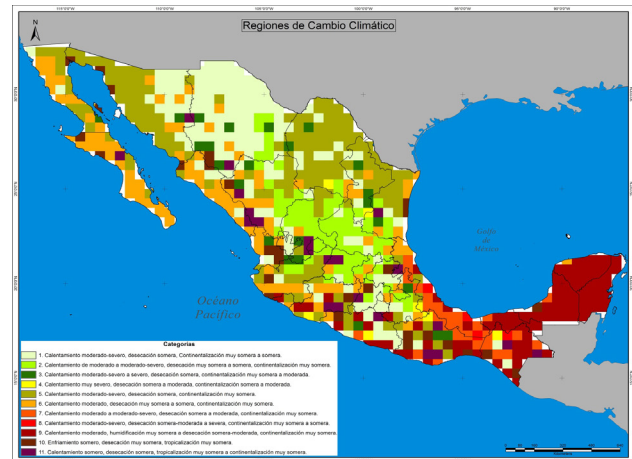 Regiones de Cambio Climático
N
Golfo
de
México
Océano
Pacífico
Categorías
1. Calentamiento moderado-severo, desecación somera, Continentalización muy somera a somera.
2. Calentamiento de moderado a moderado-severo, desecación muy somera a somera, continentalización muy somera.
3. Calentamiento moderado-severo a severo, desecación somera, continentalización muy somera a moderada.
4. Calentamiento muy severo, desecación somera a moderada, continentalización somera a moderada.
5. Calentamiento moderado-severo, desecación somera, continentalización muy somera.
6. Calentamiento moderado, desecación muy somera a somera, continentalización muy somera.
7. Calentamiento moderado a moderado-severo, desecación somera a moderada, continentalización muy somera.
8. Calentamiento moderado-severo, desecación somera-moderada a severa, continentalización muy somera a somera.
9. Calentamiento moderado, humidificación muy somera a desecación somera-moderada, continentalización muy somera.
10. Enfriamiento somero, desecación muy somera, tropicalización muy somera.
11. Calentamiento somero, desecación somera, tropicalización muy somera a continentalización muy somera.